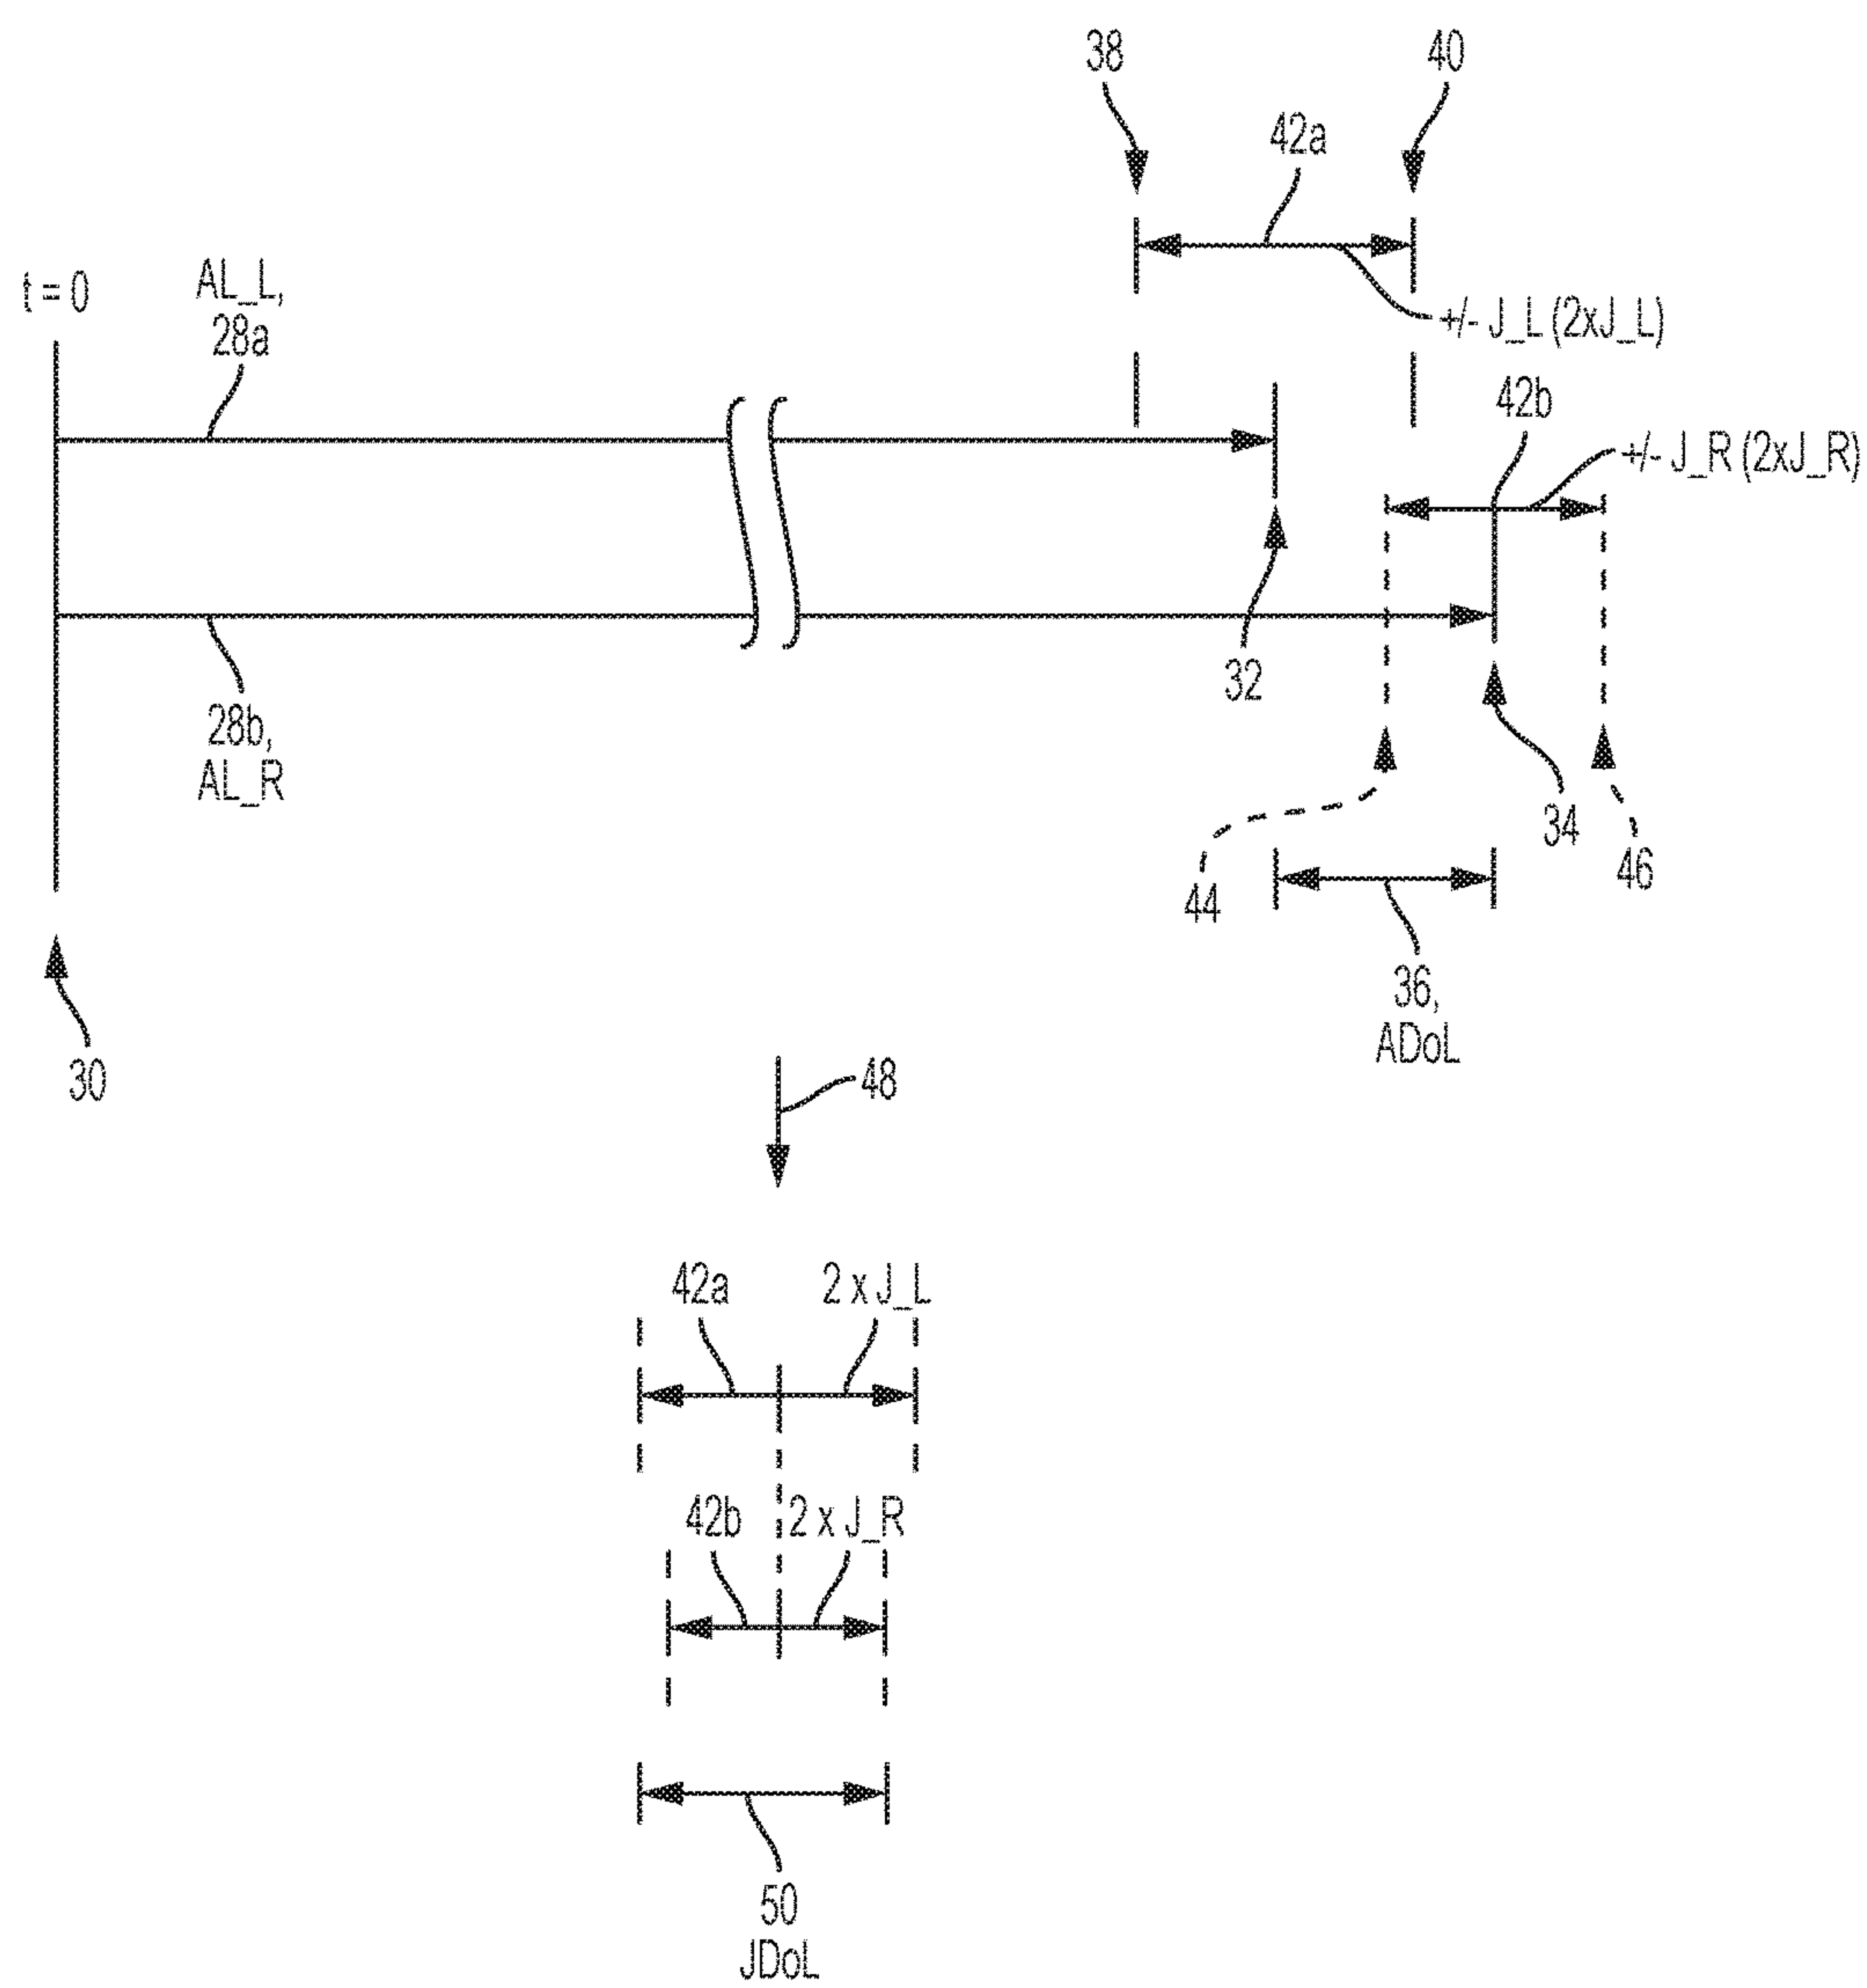 38
40
42a
t = 0
AL_L,
28a
+/- J_L (2xJ_L)
42b
+/- J_R (2xJ_R)
32
28b,
AL_R
34
46
44
36,
ADoL
30
48
42a
2 x J_L
42b
2 x J_R
50
JDoL